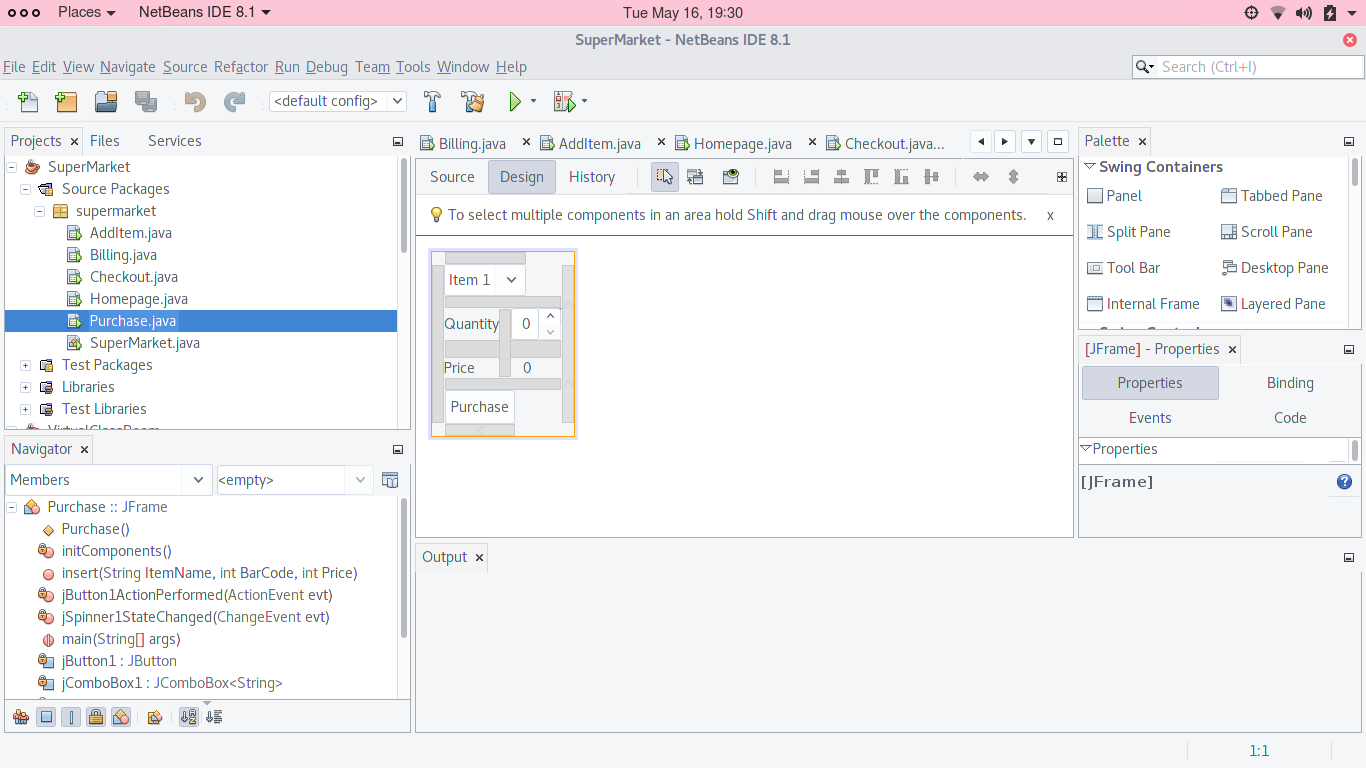 Places NetBeans IDE 8.1 Tue May 16, 19:30
SuperMarket - NetBeans IDE 8.1
File Edit View Navigate Source Refactor Run Debug Team Tools Window Help
Search (Ctrl+I)
<default config>
Projects Files Services
SuperMarket
Source Packages
supermarket
AddItem.java
Billing.java
Checkout.java
Homepage.java
Purchase.java
SuperMarket.java
Test Packages
Libraries
Test Libraries
Navigator
Members <empty>
Purchase :: JFrame
Purchase()
initComponents()
insert(String ItemName, int BarCode, int Price)
jButton1ActionPerformed(ActionEvent evt)
jSpinner1StateChanged(ChangeEvent evt)
main(String[] args)
jButton1 : JButton
jComboBox1 : JComboBox<String>
Billing.java AddItem.java Homepage.java Checkout.java...
Source Design History
To select multiple components in an area hold Shift and drag mouse over the components. x
Item 1
Quantity 0
Price 0
Purchase
Output
Palette
Swing Containers
Panel Tabbed Pane
Split Pane Scroll Pane
Tool Bar Desktop Pane
Internal Frame Layered Pane
[JFrame] - Properties
Properties Binding
Events Code
Properties
[JFrame]
1:1